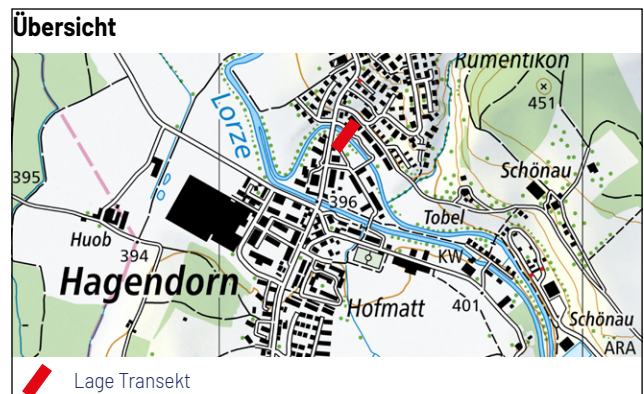 Übersicht
Rumentikon
451
Lorze
Schönau
395
396
Tobel
Huob
394
KW
Hagendorn
Hofmatt
401
Schönau
ARA
Lage Transekt